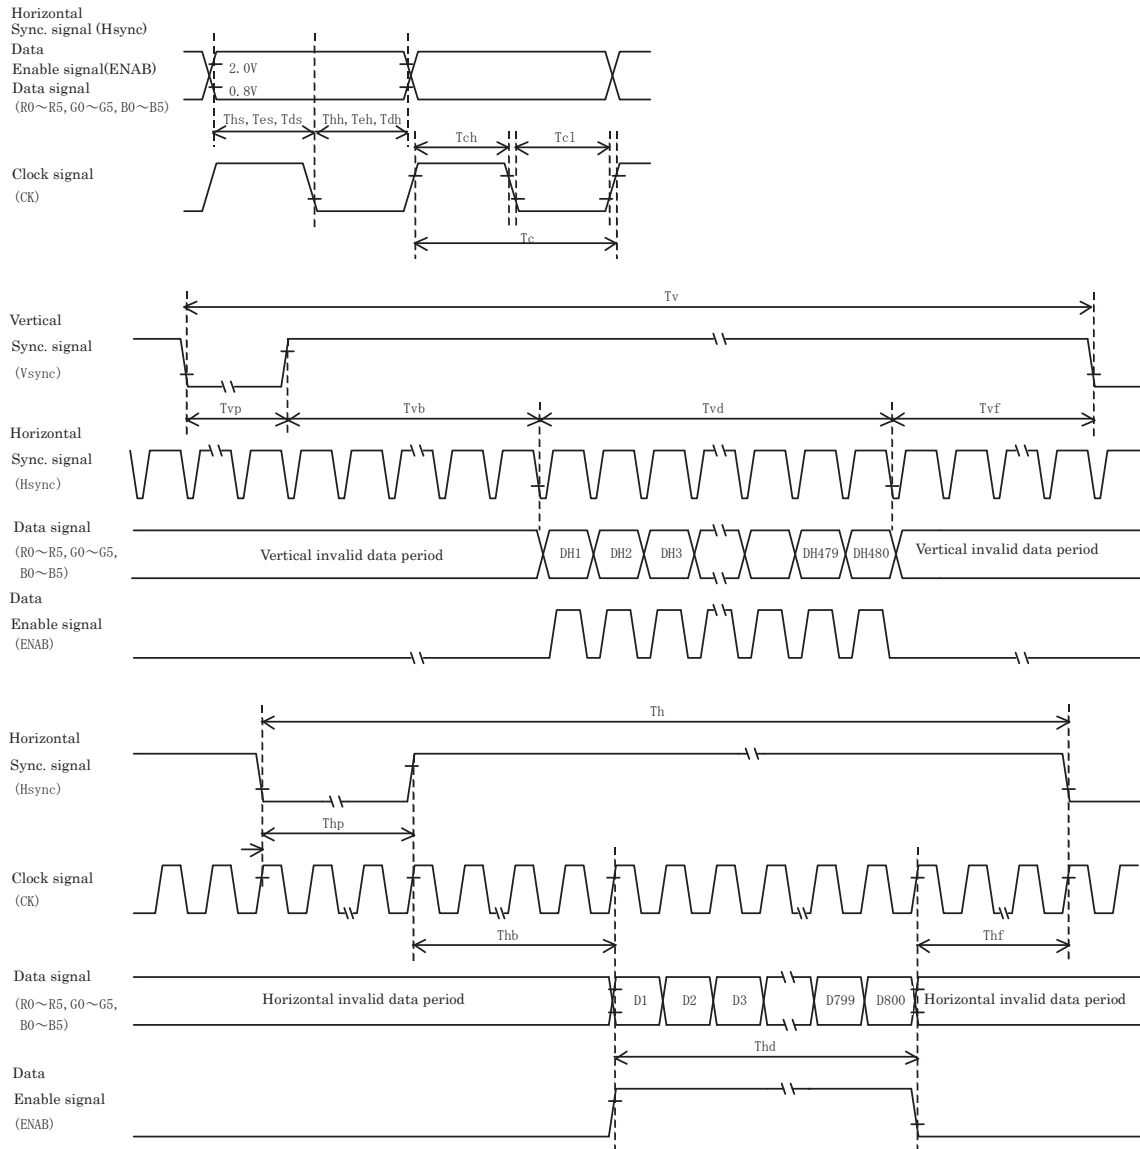 Horizontal
Sync. signal (Hsync)
Data
Enable signal(ENAB)
Data signal
(R0～R5, G0～G5, B0～B5)
2.0V
0.8V
Ths, Tes, Tds
Thh, Teh, Tdh
Tch
Tcl
Clock signal
(CK)
Tc
Tv
Vertical
Sync. signal
(Vsync)
Tvp
Tvb
Tvd
Tvf
Horizontal
Sync. signal
(Hsync)
Data signal
(R0～R5, G0～G5,
B0～B5)
Vertical invalid data period
DH1
DH2
DH3
DH479
DH480
Vertical invalid data period
Data
Enable signal
(ENAB)
Th
Horizontal
Sync. signal
(Hsync)
Thp
Clock signal
(CK)
Thb
Thf
Data signal
(R0～R5, G0～G5,
B0～B5)
Horizontal invalid data period
D1
D2
D3
D799
D800
Horizontal invalid data period
Thd
Data
Enable signal
(ENAB)